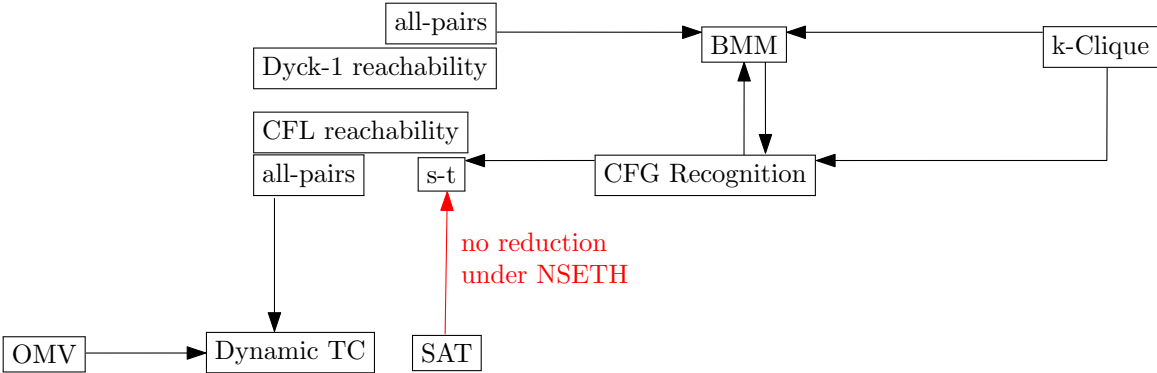 all-pairs
BMM
k-Clique
Dyck-1 reachability
CFL reachability
all-pairs
s-t
CFG Recognition
no reduction
under NSETH
OMV
Dynamic TC
SAT